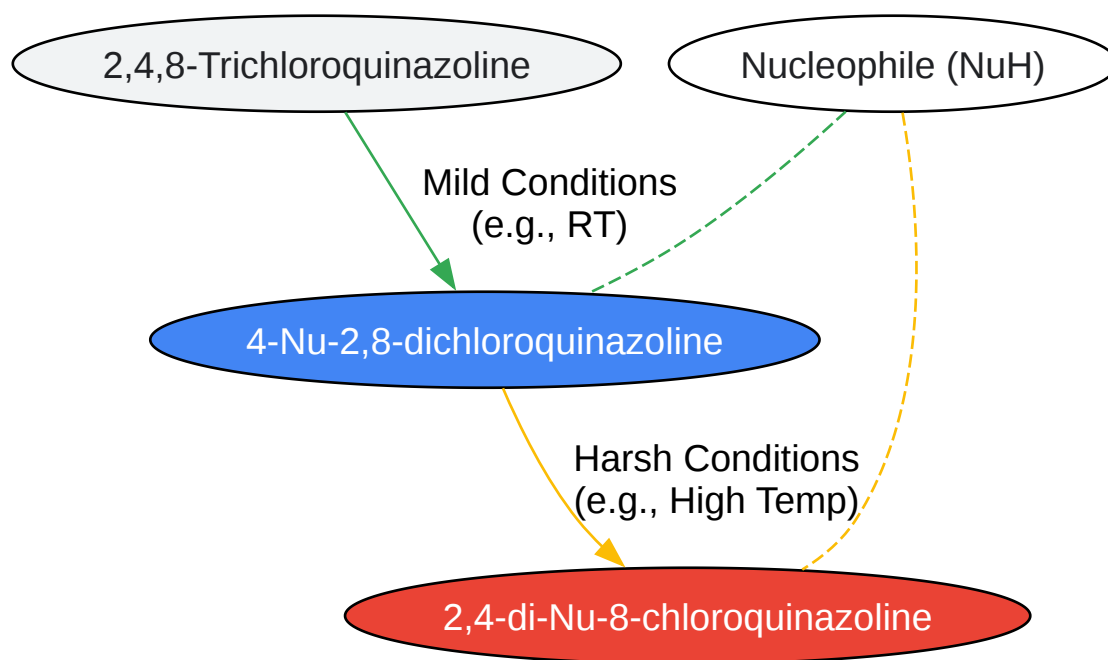 2,4,8-Trichloroquinazoline
Nucleophile (NuH)
Mild Conditions
(e.g., RT)
4-Nu-2,8-dichloroquinazoline
Harsh Conditions
(e.g., High Temp)
2,4-di-Nu-8-chloroquinazoline